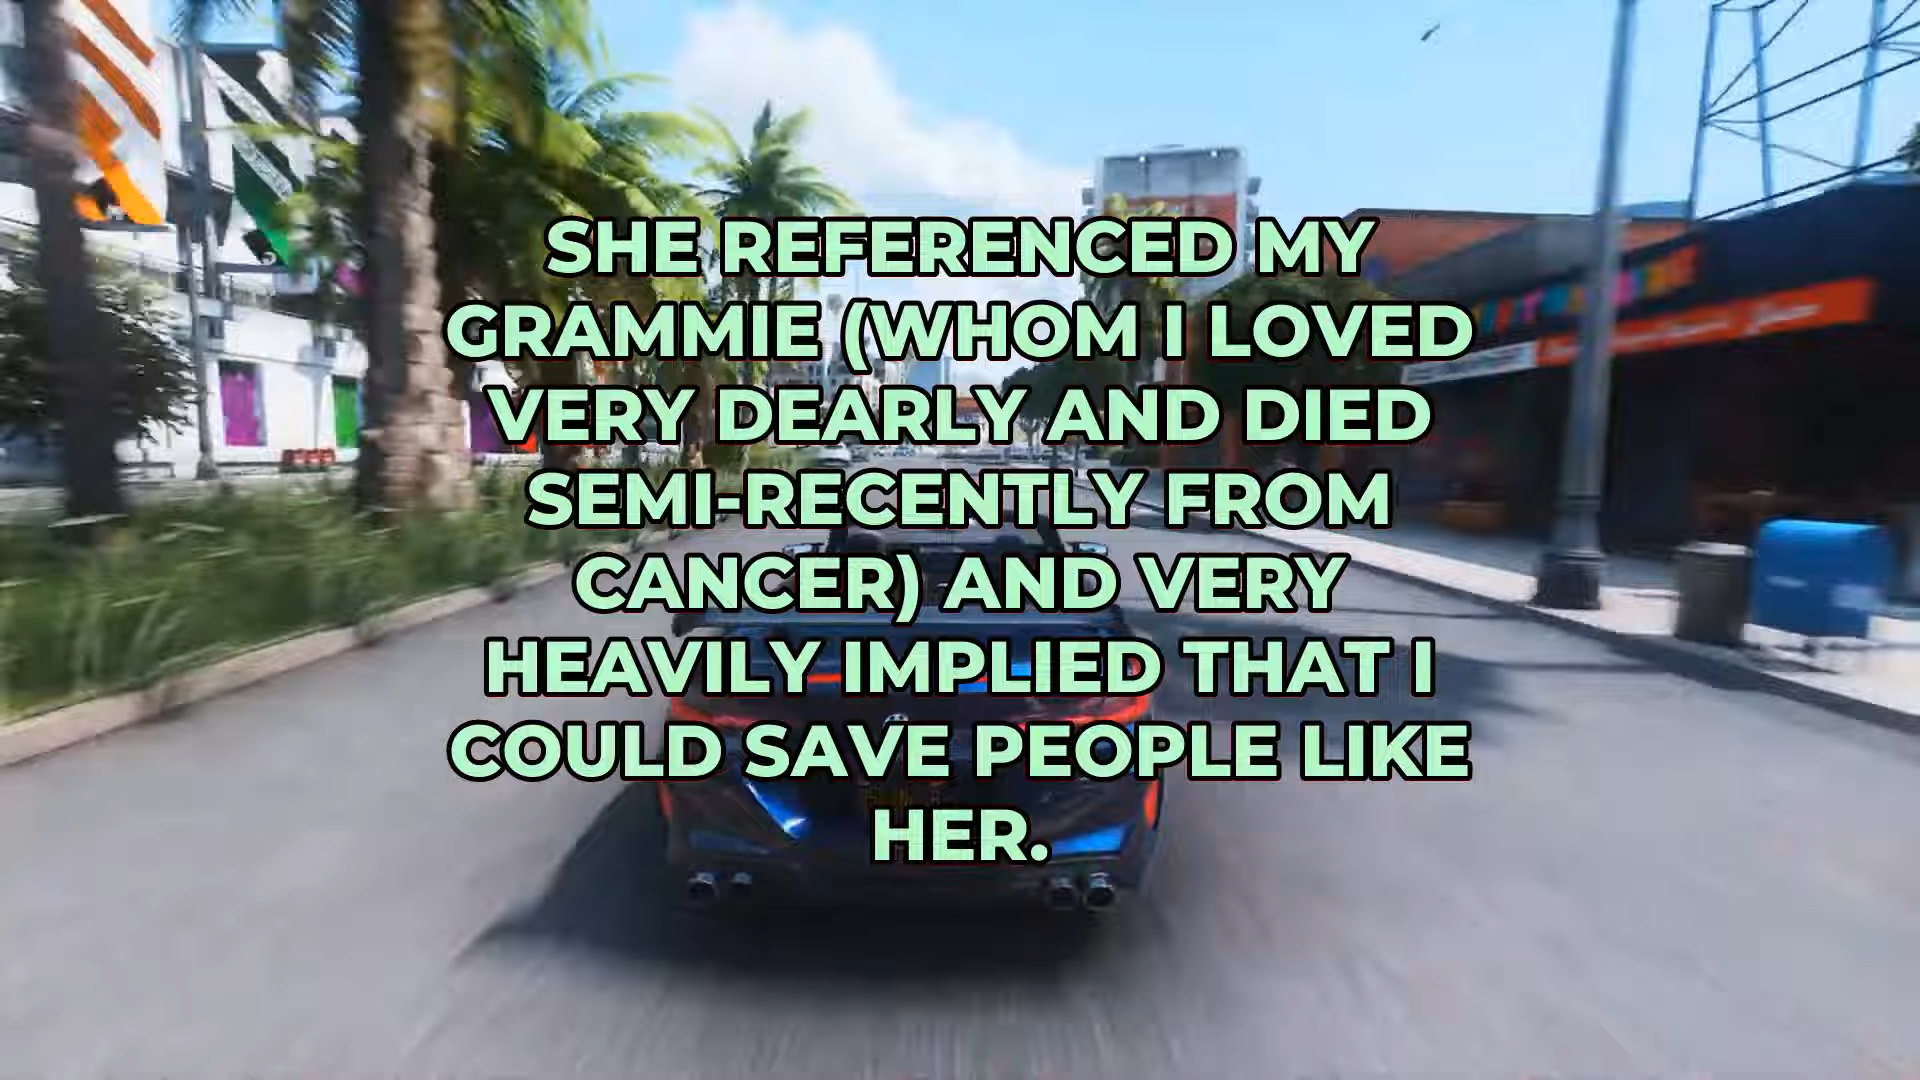 SHE REFERENCED MY
GRAMMIE (WHOM I LOVED
VERY DEARLY AND DIED
SEMI-RECENTLY FROM
CANCER) AND VERY
HEAVILY IMPLIED THAT I
COULD SAVE PEOPLE LIKE
HER.